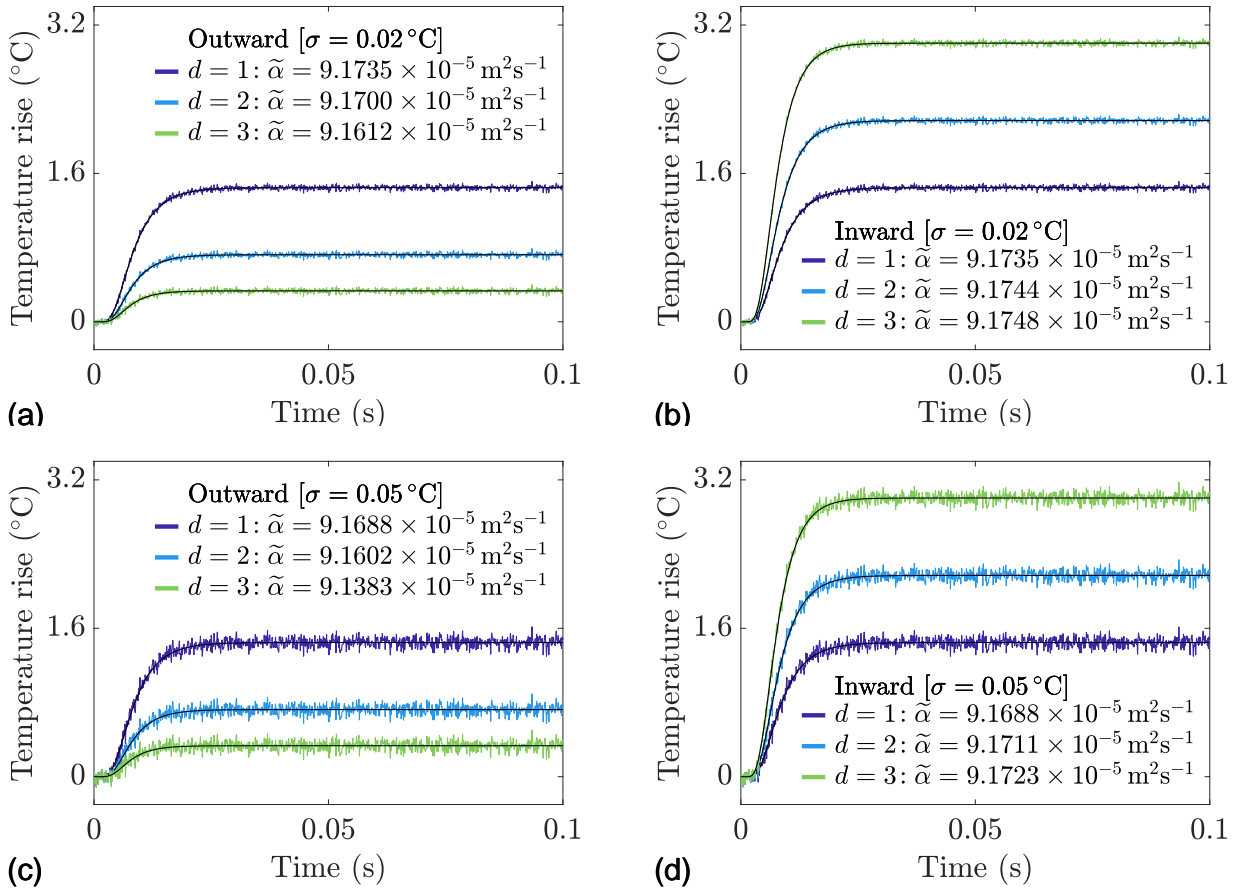 Temperature rise (°C)
3.2
1.6
0
Outward [σ = 0.02 °C]
d = 1: α̃ = 9.1735 × 10⁻⁵ m²s⁻¹
d = 2: α̃ = 9.1700 × 10⁻⁵ m²s⁻¹
d = 3: α̃ = 9.1612 × 10⁻⁵ m²s⁻¹
0 0.05 0.1
Time (s)
(a)
Temperature rise (°C)
3.2
1.6
0
Inward [σ = 0.02 °C]
d = 1: α̃ = 9.1735 × 10⁻⁵ m²s⁻¹
d = 2: α̃ = 9.1744 × 10⁻⁵ m²s⁻¹
d = 3: α̃ = 9.1748 × 10⁻⁵ m²s⁻¹
0 0.05 0.1
Time (s)
(b)
Temperature rise (°C)
3.2
1.6
0
Outward [σ = 0.05 °C]
d = 1: α̃ = 9.1688 × 10⁻⁵ m²s⁻¹
d = 2: α̃ = 9.1602 × 10⁻⁵ m²s⁻¹
d = 3: α̃ = 9.1383 × 10⁻⁵ m²s⁻¹
0 0.05 0.1
Time (s)
(c)
Temperature rise (°C)
3.2
1.6
0
Inward [σ = 0.05 °C]
d = 1: α̃ = 9.1688 × 10⁻⁵ m²s⁻¹
d = 2: α̃ = 9.1711 × 10⁻⁵ m²s⁻¹
d = 3: α̃ = 9.1723 × 10⁻⁵ m²s⁻¹
0 0.05 0.1
Time (s)
(d)